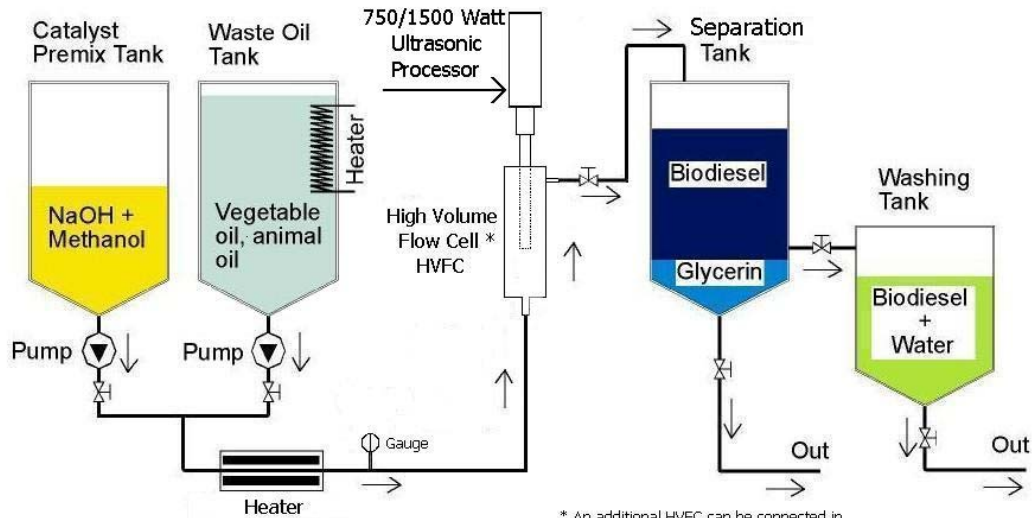 Catalyst
Premix Tank
Waste Oil
Tank
750/1500 Watt
Ultrasonic
Processor
Separation
Tank
Heater
NaOH +
Methanol
Vegetable
oil, animal
oil
High Volume
Flow Cell *
HVFC
Biodiesel
Glycerin
Washing
Tank
Biodiesel
+
Water
Pump
Pump
Gauge
Heater
Out
Out
* An additional HVFC can be connected in